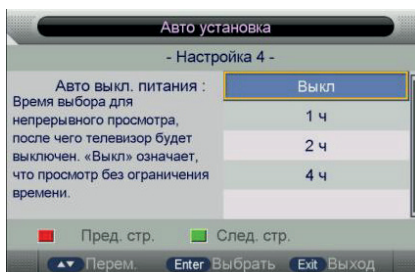 Авто установка
- Настройка 4 -
Авто выкл. питания :
Время выбора для
непрерывного просмотра,
после чего телевизор будет
выключен. «Выкл» означает,
что просмотр без ограничения
времени.
Выкл
1 ч
2 ч
4 ч
Пред. стр.
След. стр.
Перем.
Enter Выбрать
Exit Выход